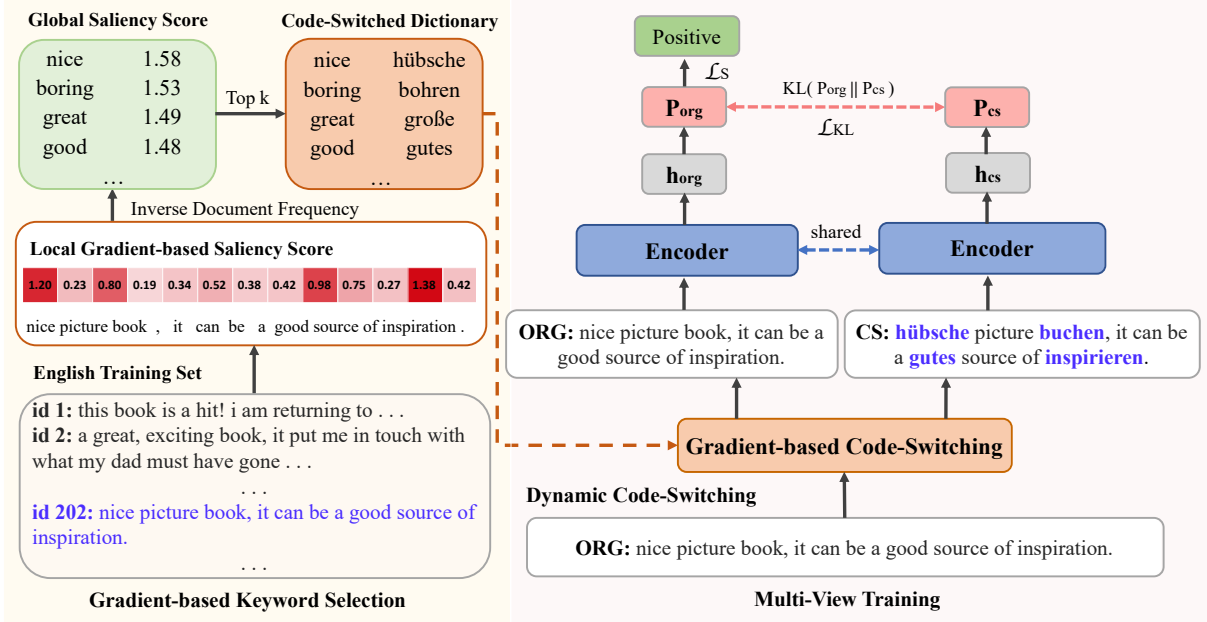 Global Saliency Score
nice 1.58
boring 1.53
great 1.49
good 1.48
...
Top k
Code-Switched Dictionary
nice hübsche
boring bohren
great große
good gutes
...
Inverse Document Frequency
Local Gradient-based Saliency Score
1.20 0.23 0.80 0.19 0.34 0.52 0.38 0.42 0.98 0.75 0.27 1.38 0.42
nice picture book , it can be a good source of inspiration .
English Training Set
id 1: this book is a hit! i am returning to . . .
id 2: a great, exciting book, it put me in touch with
what my dad must have gone . . .
. . .
id 202: nice picture book, it can be a good source of
inspiration.
. . .
Gradient-based Keyword Selection
Positive
ℒS
Porg
KL( Porg || Pcs )
ℒKL
Pcs
horg
hcs
Encoder
shared
Encoder
ORG: nice picture book, it can be a
good source of inspiration.
CS: hübsche picture buchen, it can be
a gutes source of inspirieren.
Gradient-based Code-Switching
Dynamic Code-Switching
ORG: nice picture book, it can be a good source of inspiration.
Multi-View Training